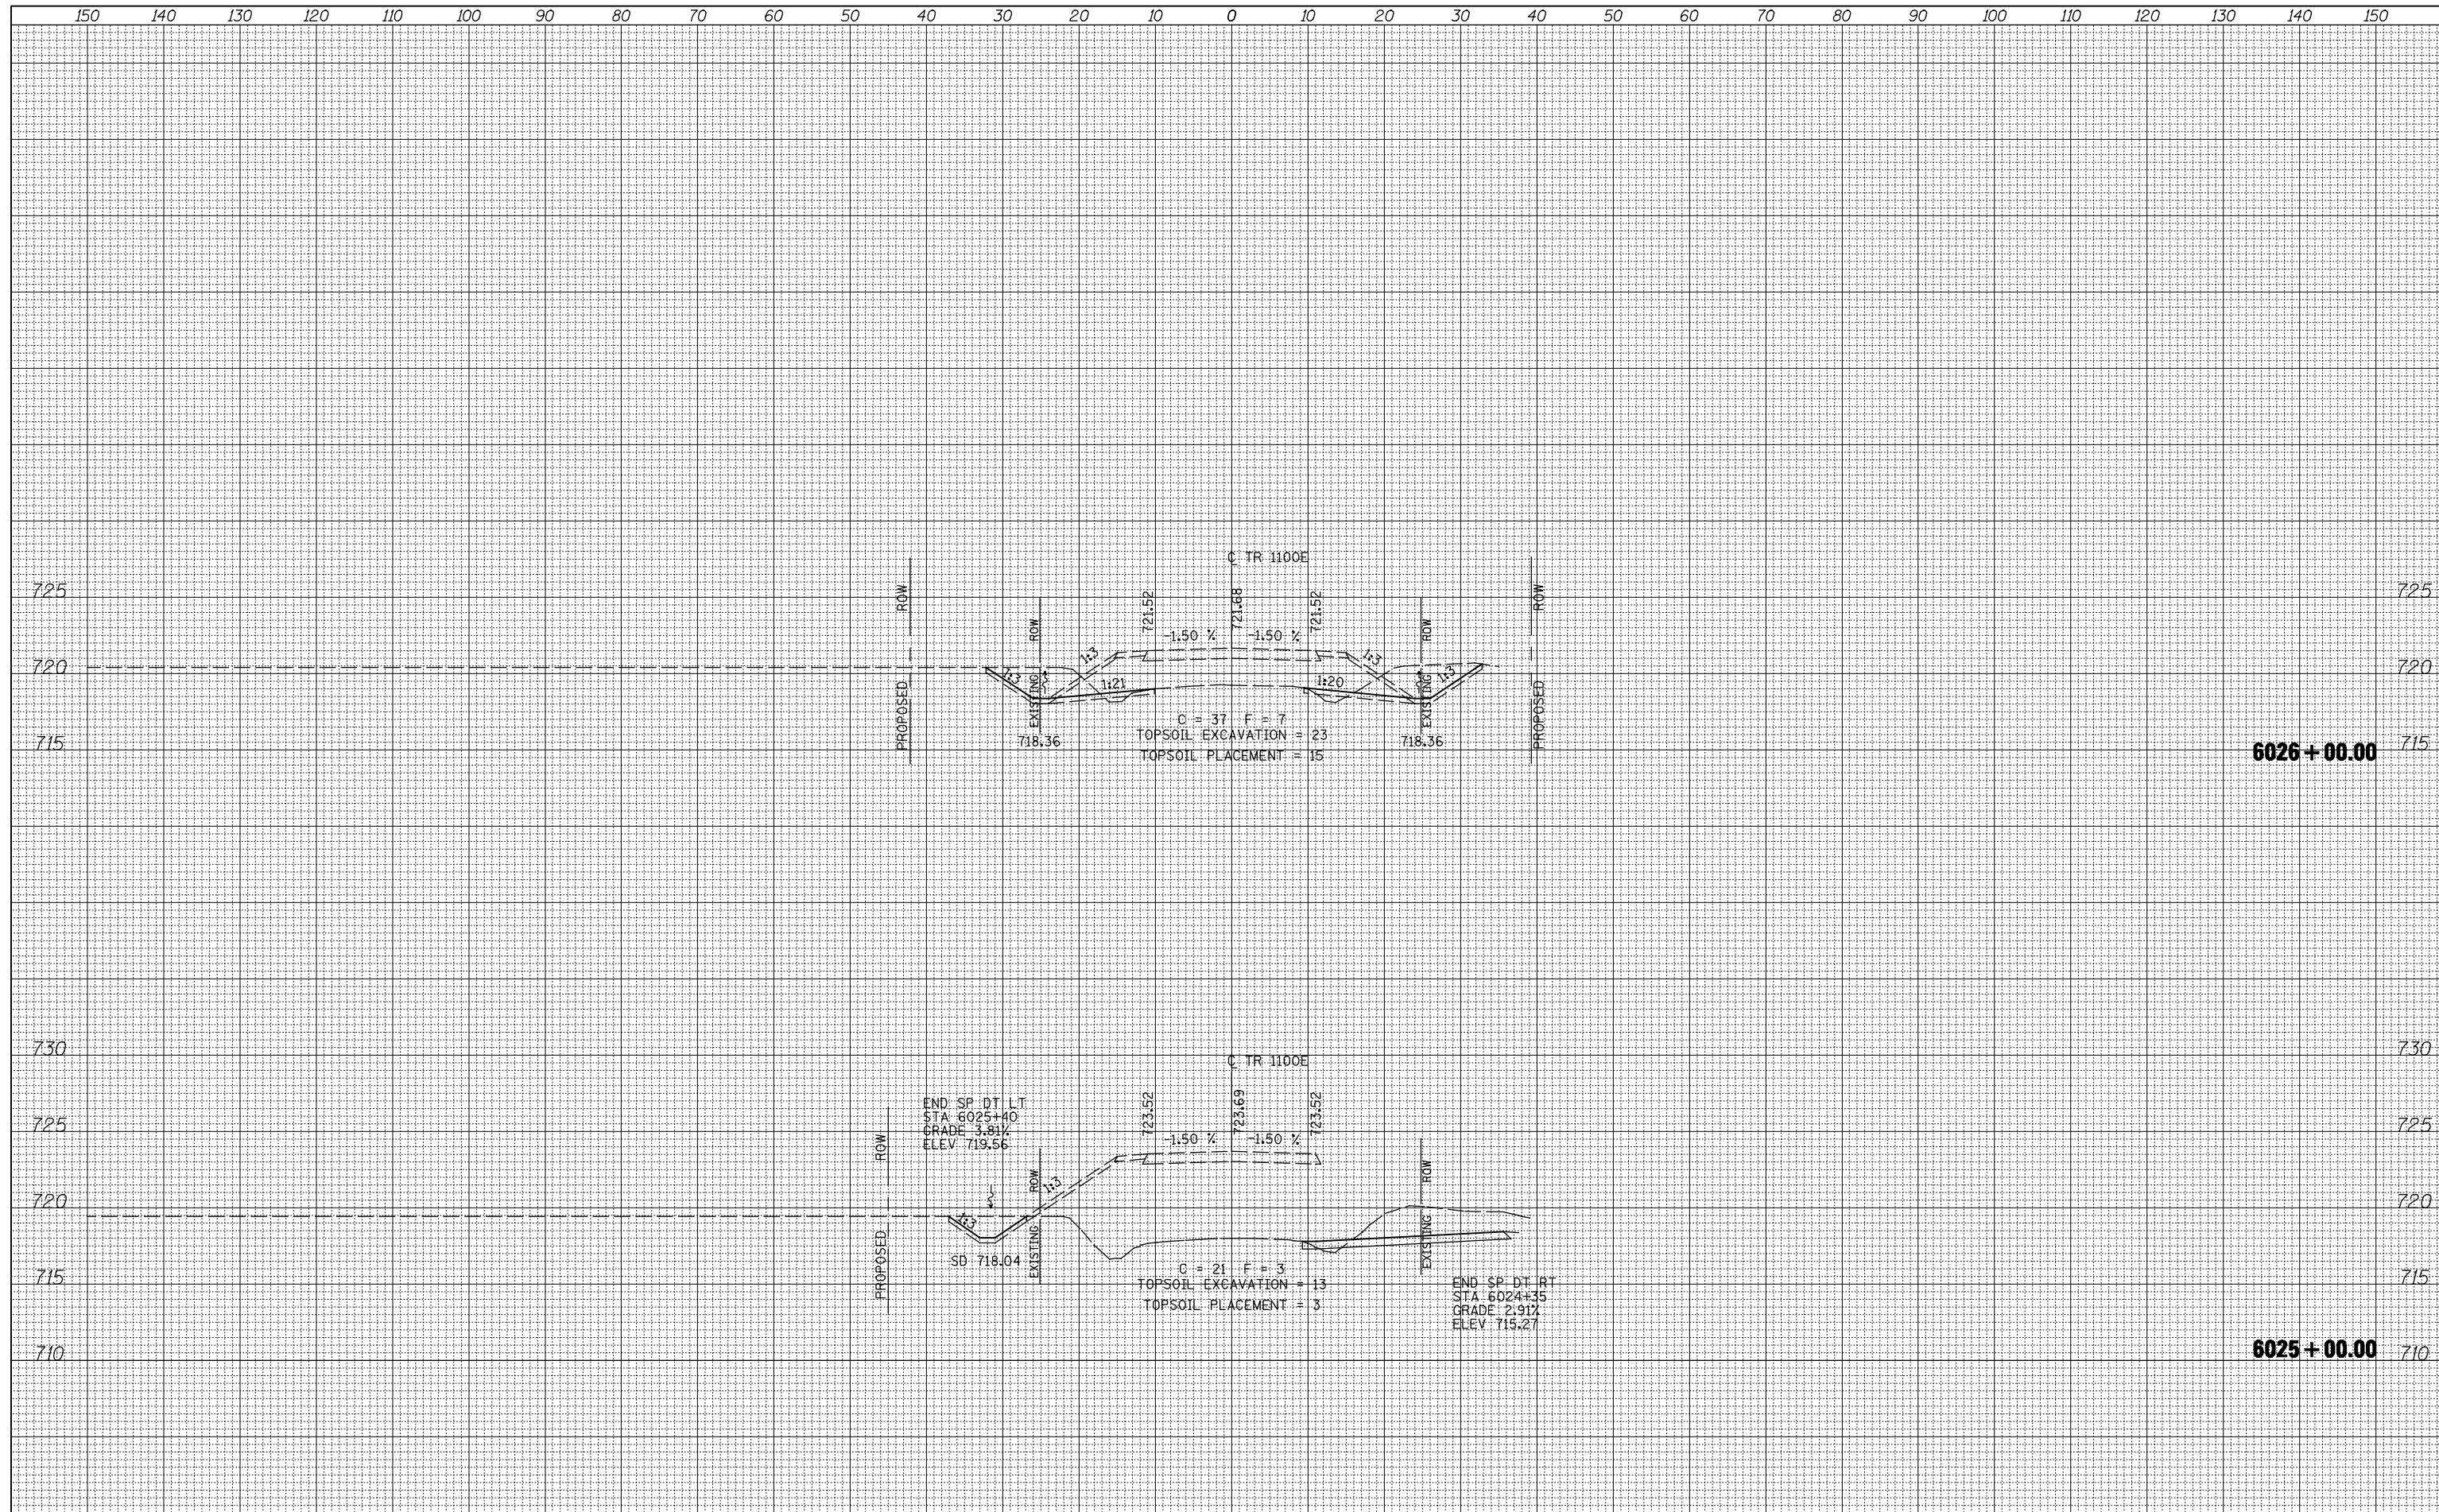 150 140 130 120 110 100 90 80 70 60 50 40 30 20 10 0 10 20 30 40 50 60 70 80 90 100 110 120 130 140 150
℄ TR 1100E
725 ROW ROW 721.52 721.68 721.52 ROW ROW 725
-1.50 % -1.50 %
1:3 1:3
720 720
1:3 1:21 1:20 1:3
PROPOSED EXISTING EXISTING PROPOSED
C = 37 F = 7
TOPSOIL EXCAVATION = 23
718.36 718.36
715 715
TOPSOIL PLACEMENT = 15
6026+00.00
730 730
℄ TR 1100E
END SP DT LT
STA 6025+40
GRADE 3.81%
ELEV 719.56
725 ROW ROW 723.52 723.69 723.52 ROW 725
-1.50 % -1.50 %
1:3
720 720
1:3
PROPOSED EXISTING EXISTING
SD 718.04
C = 21 F = 3
715 715
TOPSOIL EXCAVATION = 13
TOPSOIL PLACEMENT = 3
END SP DT RT
STA 6024+35
GRADE 2.91%
ELEV 715.27
710 6025+00.00 710